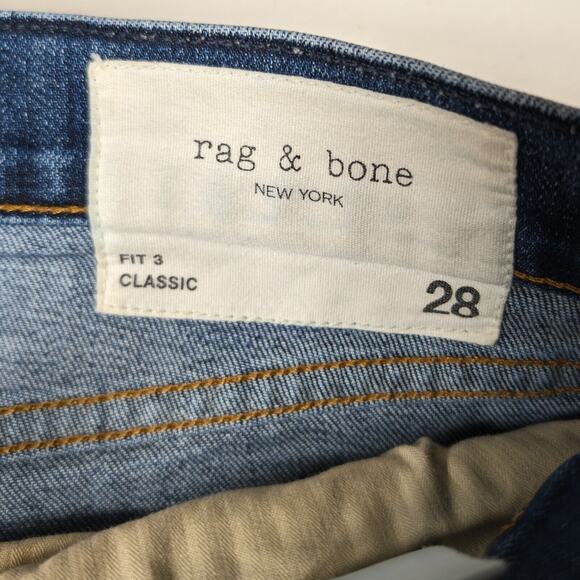 rag & bone
NEW YORK
FIT 3
CLASSIC
28